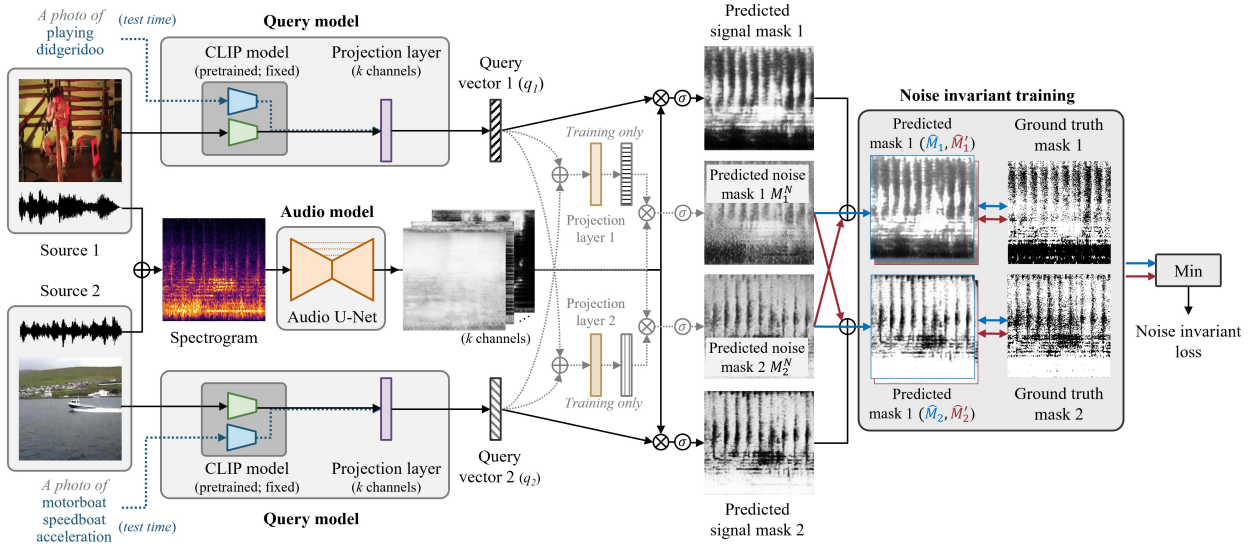 A photo of
playing
didgeridoo
(test time)
Query model
CLIP model
(pretrained; fixed)
Projection layer
(k channels)
Query
vector 1 (q₁)
Source 1
Source 2
Spectrogram
Audio model
Audio U-Net
(k channels)
Training only
Projection
layer 1
Projection
layer 2
Training only
Predicted
signal mask 1
σ
Predicted noise
mask 1 M₁ᴺ
σ
σ
Predicted noise
mask 2 M₂ᴺ
σ
Predicted
signal mask 2
Noise invariant training
Predicted
mask 1 (M̂₁, M̂′₁)
Ground truth
mask 1
Predicted
mask 1 (M̂₂, M̂′₂)
Ground truth
mask 2
Min
Noise invariant
loss
CLIP model
(pretrained; fixed)
Projection layer
(k channels)
Query
vector 2 (q₂)
Query model
A photo of
motorboat
speedboat
acceleration
(test time)